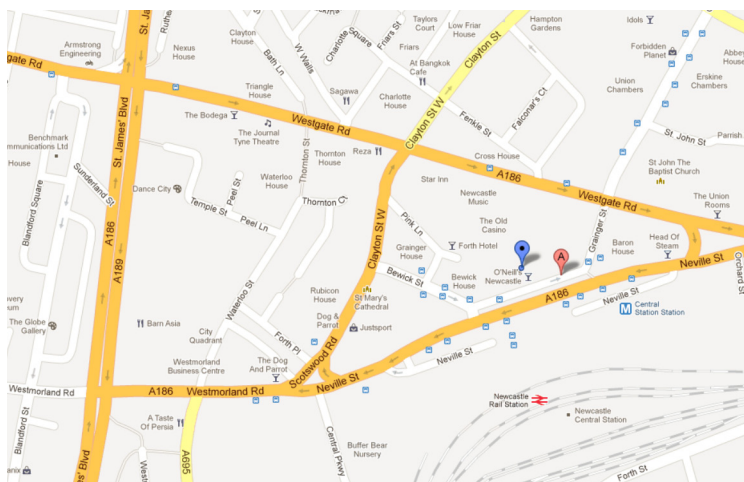 St. James' Blvd
Armstrong
Engineering
Nexus
House
Clayton
House
Bath Ln
W Walls
Charlotte
Square
Friars St
Taylors
Court
Friars
Low Friar
House
Hampton
Gardens
Idols
Forbidden
Planet
Erskine
Chambers
Union
Chambers
gate Rd
Triangle
House
Sagawa
At Bangkok
Cafe
Charlotte
House
Clayton St
Clayton St W
Fenkle St
Falconar's Ct
St. John St
Parrish
Benchmark
mmunications Ltd
House
The Bodega
The Journal
Tyne Theatre
Westgate Rd
Thornton St
Thornton
House
Reza
Cross House
A186
Westgate Rd
St John The
Baptist Church
St. James' Blvd
Sunderland St
Blandford Square
Dance City
Peel St
Waterloo
House
Thornton Ct
Star Inn
Newcastle
Music
The Union
Rooms
Temple St
Peel Ln
Pink Ln
The Old
Casino
Grainger St
Baron
House
Head Of
Steam
Orchard St
Neville St
Forth Hotel
Grainger
House
Clayton St W
A186
A189
Bewick St
Bewick
House
O'Neill's
Newcastle
A
A186
Neville St
Central
Station Station
Waterloo St
Rubicon
House
St Mary's
Cathedral
Dog &
Parrot
Justsport
The Globe
Gallery
Barn Asia
City
Quadrant
Forth Pl
Scotswood Rd
Neville St
Westmorland
Business Centre
The Dog
And Parrot
Neville St
Westmorland Rd
A186
Westmorland Rd
Newcastle
Rail Station
Newcastle
Central Station
Blandford St
A Taste
Of Persia
A695
Central Pkwy
Buffer Bear
Nursery
Forth St